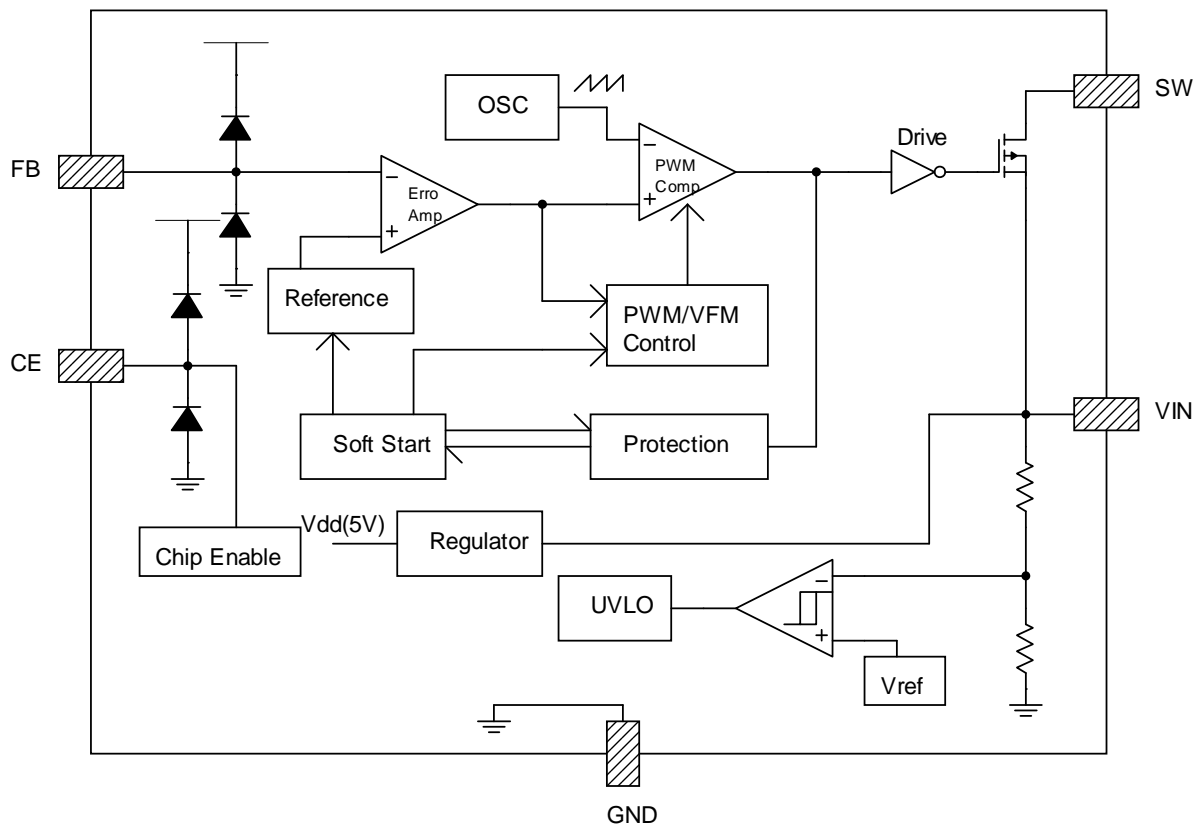 SW
OSC
Drive
FB
−
PWM
Comp
+
−
Erro
Amp
+
Reference
PWM/VFM
Control
CE
VIN
Soft Start
Protection
Vdd(5V)
Regulator
Chip Enable
UVLO
−
+
Vref
GND